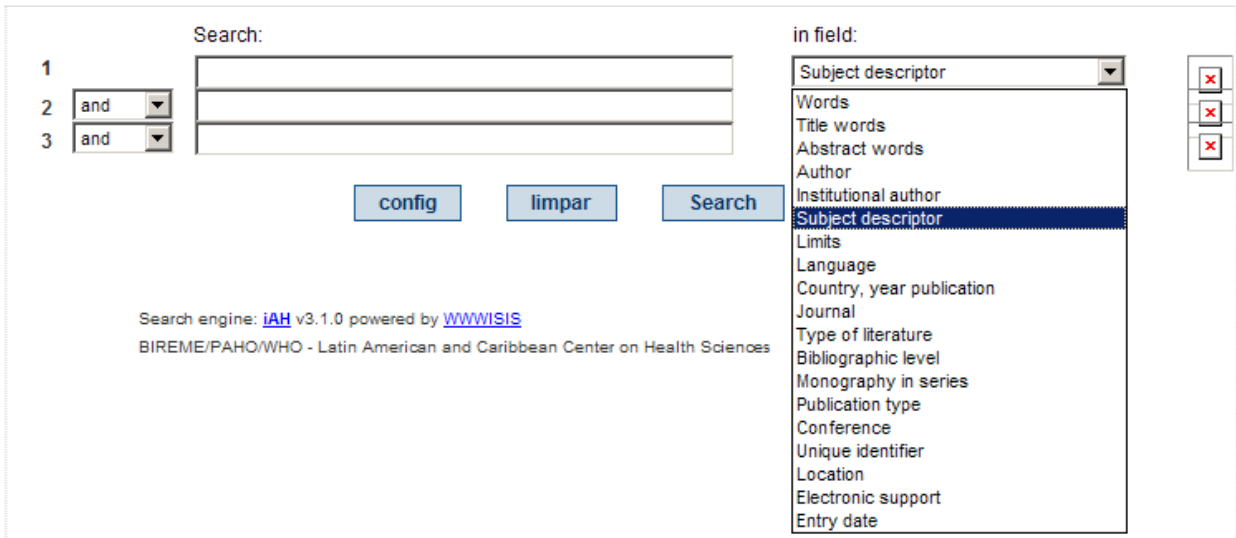 Search: in field:
1 Subject descriptor
2 and
3 and
config limpar Search
Words
Title words
Abstract words
Author
Institutional author
Subject descriptor
Limits
Language
Country, year publication
Journal
Type of literature
Bibliographic level
Monography in series
Publication type
Conference
Unique identifier
Location
Electronic support
Entry date
Search engine: iAH v3.1.0 powered by WWWISIS
BIREME/PAHO/WHO - Latin American and Caribbean Center on Health Sciences